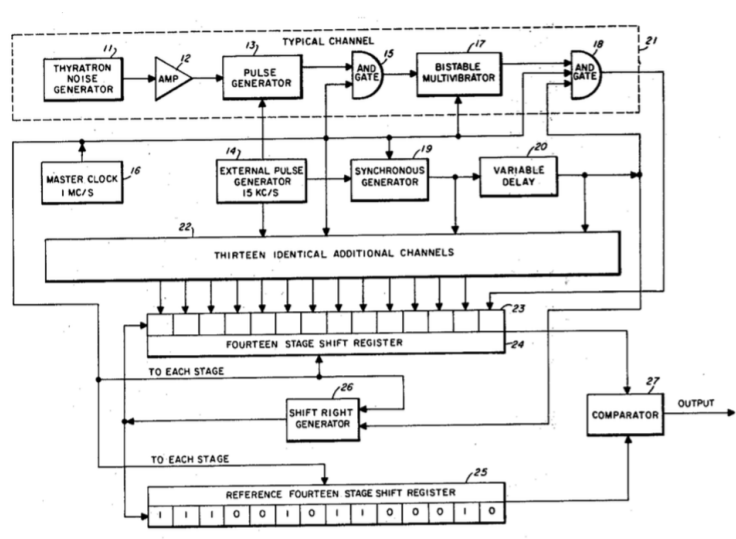 TYPICAL CHANNEL
11
THYRATRON
NOISE
GENERATOR
12
AMP
13
PULSE
GENERATOR
15
AND
GATE
17
BISTABLE
MULTIVIBRATOR
18
AND
GATE
21
MASTER CLOCK
1 MC/S
16
14
EXTERNAL PULSE
GENERATOR
15 KC/S
19
SYNCHRONOUS
GENERATOR
20
VARIABLE
DELAY
22
THIRTEEN IDENTICAL ADDITIONAL CHANNELS
23
FOURTEEN STAGE SHIFT REGISTER
24
TO EACH STAGE
26
SHIFT RIGHT
GENERATOR
27
COMPARATOR
OUTPUT
TO EACH STAGE
25
REFERENCE FOURTEEN STAGE SHIFT REGISTER
1 1 1 0 0 1 0 1 1 0 0 0 1 0